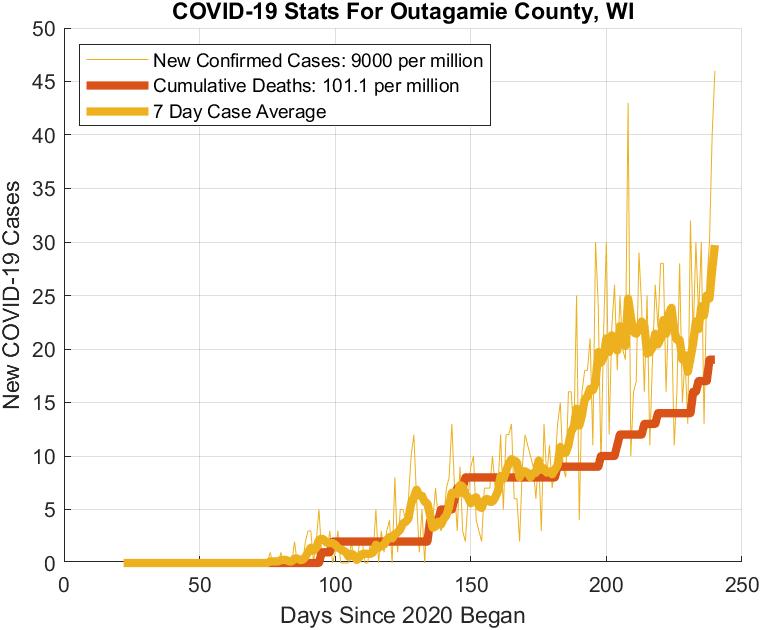 COVID-19 Stats For Outagamie County, WI
50
45
40
35
30
25
20
15
10
5
0
New COVID-19 Cases
New Confirmed Cases: 9000 per million
Cumulative Deaths: 101.1 per million
7 Day Case Average
0 50 100 150 200 250
Days Since 2020 Began